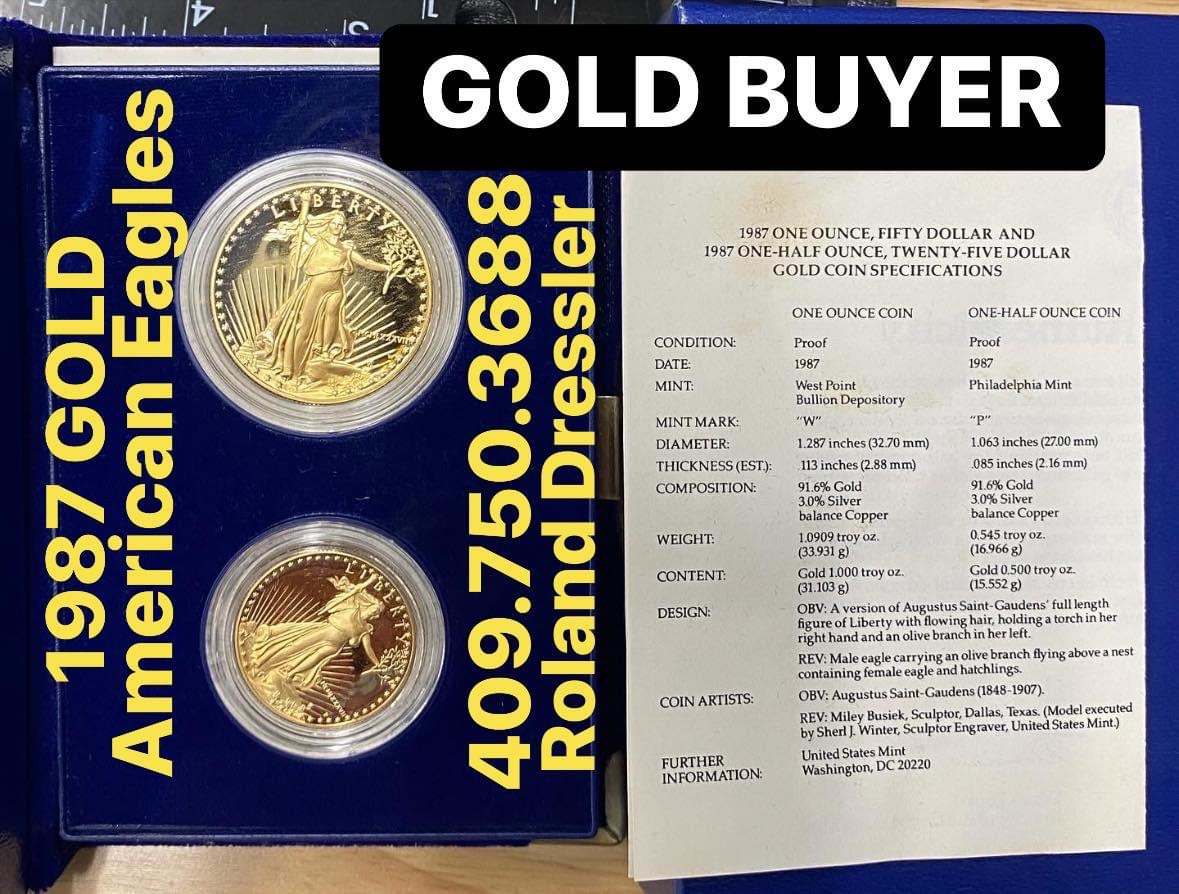 GOLD BUYER
1987 GOLD
American Eagles
409.750.3688
Roland Dressler
4
LIBERTY
LIBERTY
1987 ONE OUNCE, FIFTY DOLLAR AND
1987 ONE-HALF OUNCE, TWENTY-FIVE DOLLAR
GOLD COIN SPECIFICATIONS
ONE OUNCE COIN ONE-HALF OUNCE COIN
CONDITION: Proof Proof
DATE: 1987 1987
MINT: West Point Philadelphia Mint
Bullion Depository
MINT MARK: "W" "P"
DIAMETER: 1.287 inches (32.70 mm) 1.063 inches (27.00 mm)
THICKNESS (EST.): .113 inches (2.88 mm) .085 inches (2.16 mm)
COMPOSITION: 91.6% Gold 91.6% Gold
3.0% Silver 3.0% Silver
balance Copper balance Copper
WEIGHT: 1.0909 troy oz. 0.545 troy oz.
(33.931 g) (16.966 g)
CONTENT: Gold 1.000 troy oz. Gold 0.500 troy oz.
(31.103 g) (15.552 g)
DESIGN: OBV: A version of Augustus Saint-Gaudens' full length
figure of Liberty with flowing hair, holding a torch in her
right hand and an olive branch in her left.
REV: Male eagle carrying an olive branch flying above a nest
containing female eagle and hatchlings.
COIN ARTISTS: OBV: Augustus Saint-Gaudens (1848-1907).
REV: Miley Busiek, Sculptor, Dallas, Texas. (Model executed
by Sherl J. Winter, Sculptor Engraver, United States Mint.)
FURTHER United States Mint
INFORMATION: Washington, DC 20220